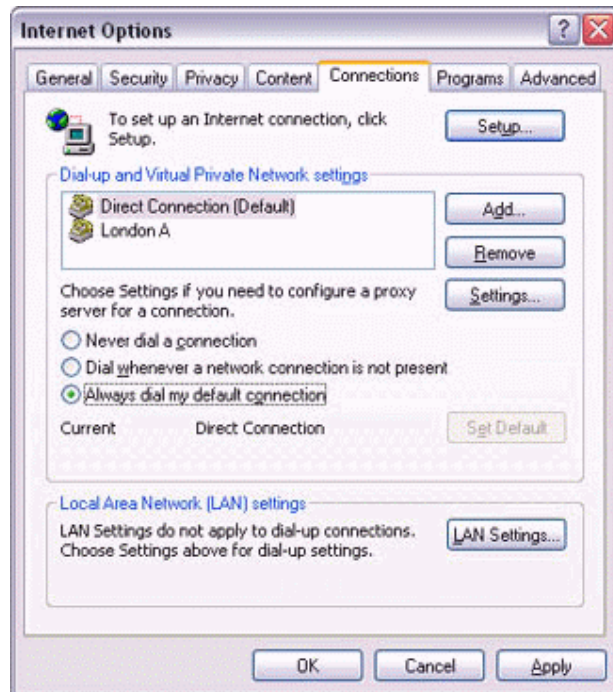 Internet Options
General Security Privacy Content Connections Programs Advanced
To set up an Internet connection, click
Setup.
Setup...
Dial-up and Virtual Private Network settings
Direct Connection (Default)
London A
Add...
Remove
Choose Settings if you need to configure a proxy
server for a connection.
Settings...
Never dial a connection
Dial whenever a network connection is not present
Always dial my default connection
Current Direct Connection
Set Default
Local Area Network (LAN) settings
LAN Settings do not apply to dial-up connections.
Choose Settings above for dial-up settings.
LAN Settings...
OK Cancel Apply